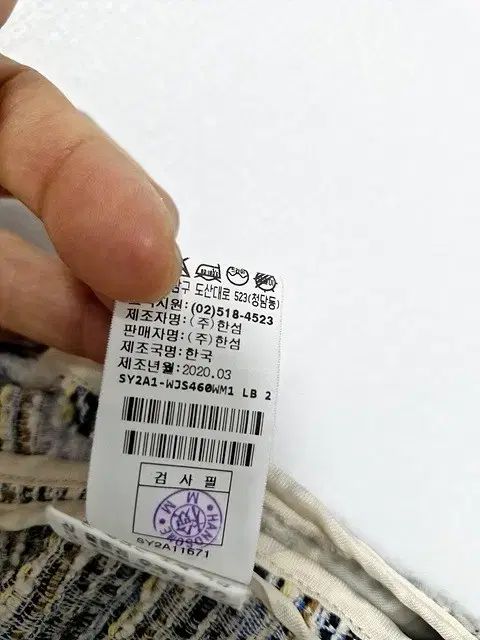 구 도산대로 523(청담동)
지원:(02)518-4523
제조자명:(주)한섬
판매자명:(주)한섬
제조국명:한국
제조년월:2020.03
SY2A1-WJS460WM1 LB 2
검 사 필
SY2A11671